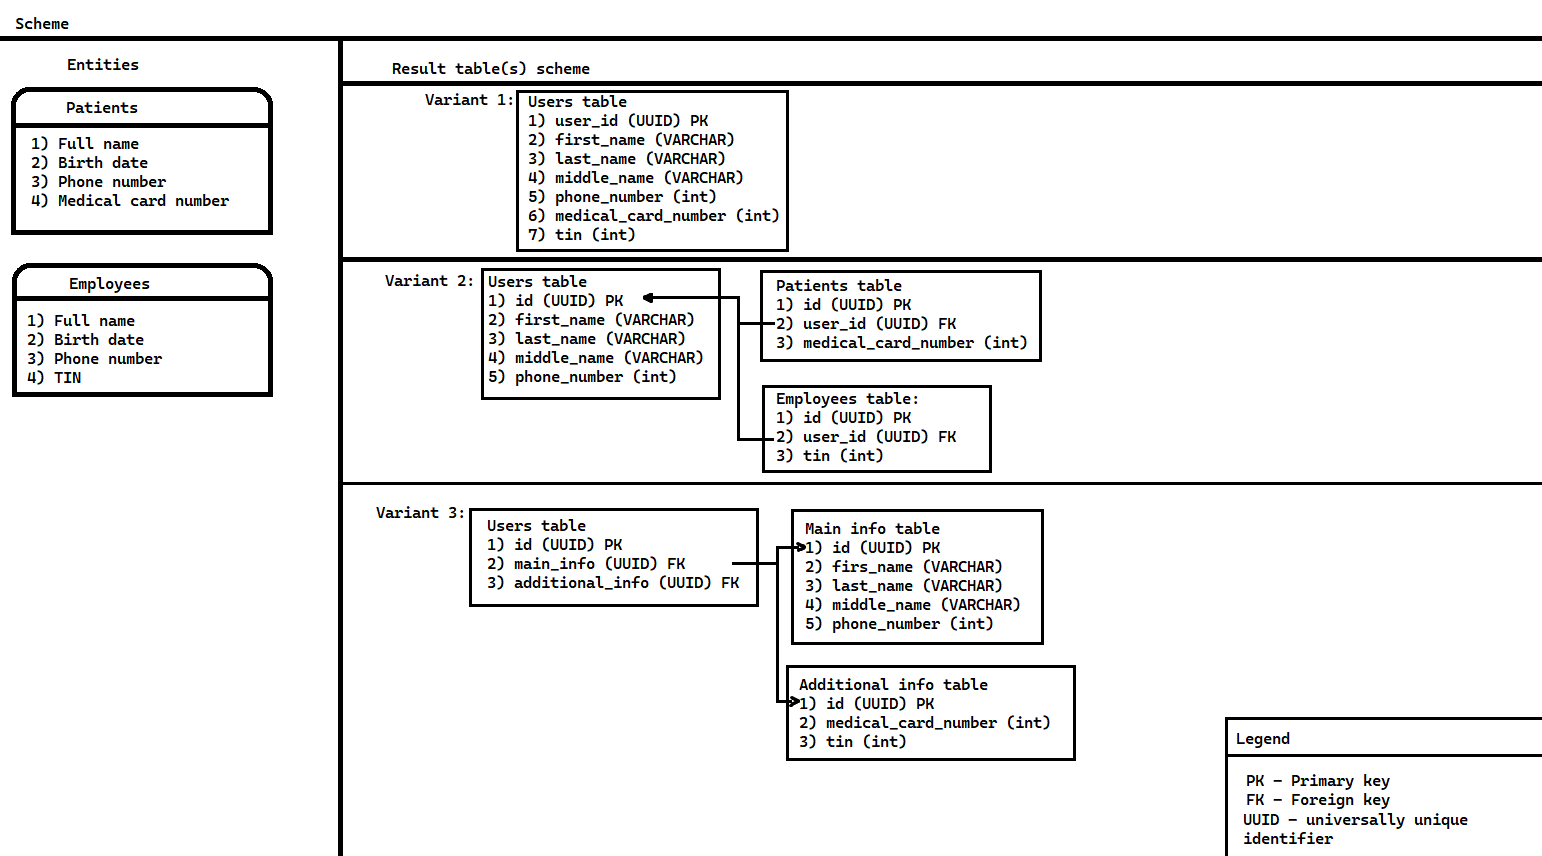 Scheme
Entities
Patients
1) Full name
2) Birth date
3) Phone number
4) Medical card number
Employees
1) Full name
2) Birth date
3) Phone number
4) TIN
Result table(s) scheme
Variant 1:
Users table
1) user_id (UUID) PK
2) first_name (VARCHAR)
3) last_name (VARCHAR)
4) middle_name (VARCHAR)
5) phone_number (int)
6) medical_card_number (int)
7) tin (int)
Variant 2:
Users table
1) id (UUID) PK
2) first_name (VARCHAR)
3) last_name (VARCHAR)
4) middle_name (VARCHAR)
5) phone_number (int)
Patients table
1) id (UUID) PK
2) user_id (UUID) FK
3) medical_card_number (int)
Employees table:
1) id (UUID) PK
2) user_id (UUID) FK
3) tin (int)
Variant 3:
Users table
1) id (UUID) PK
2) main_info (UUID) FK
3) additional_info (UUID) FK
Main info table
1) id (UUID) PK
2) firs_name (VARCHAR)
3) last_name (VARCHAR)
4) middle_name (VARCHAR)
5) phone_number (int)
Additional info table
1) id (UUID) PK
2) medical_card_number (int)
3) tin (int)
Legend
PK – Primary key
FK – Foreign key
UUID – universally unique
identifier